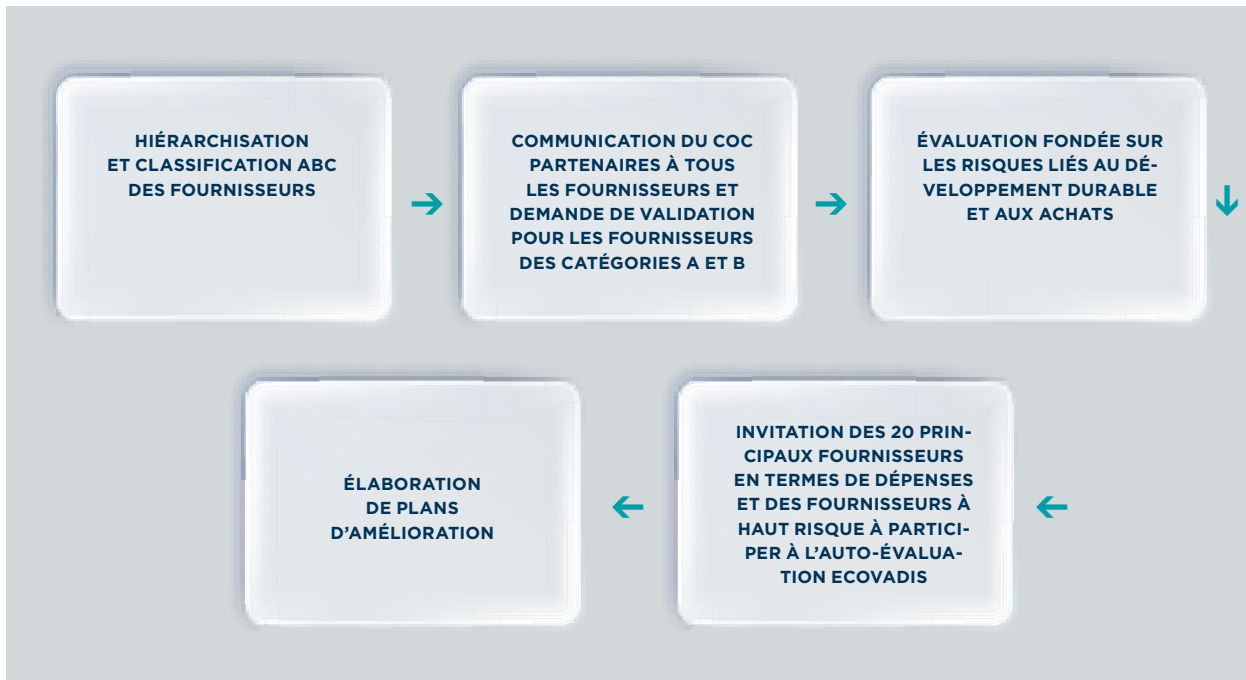 HIÉRARCHISATION
ET CLASSIFICATION ABC
DES FOURNISSEURS
COMMUNICATION DU COC
PARTENAIRES À TOUS
LES FOURNISSEURS ET
DEMANDE DE VALIDATION
POUR LES FOURNISSEURS
DES CATÉGORIES A ET B
ÉVALUATION FONDÉE SUR
LES RISQUES LIÉS AU DÉ-
VELOPPEMENT DURABLE
ET AUX ACHATS
INVITATION DES 20 PRIN-
CIPAUX FOURNISSEURS
EN TERMES DE DÉPENSES
ET DES FOURNISSEURS À
HAUT RISQUE À PARTICI-
PER À L’AUTO-ÉVALUA-
TION ECOVADIS
ÉLABORATION
DE PLANS
D’AMÉLIORATION